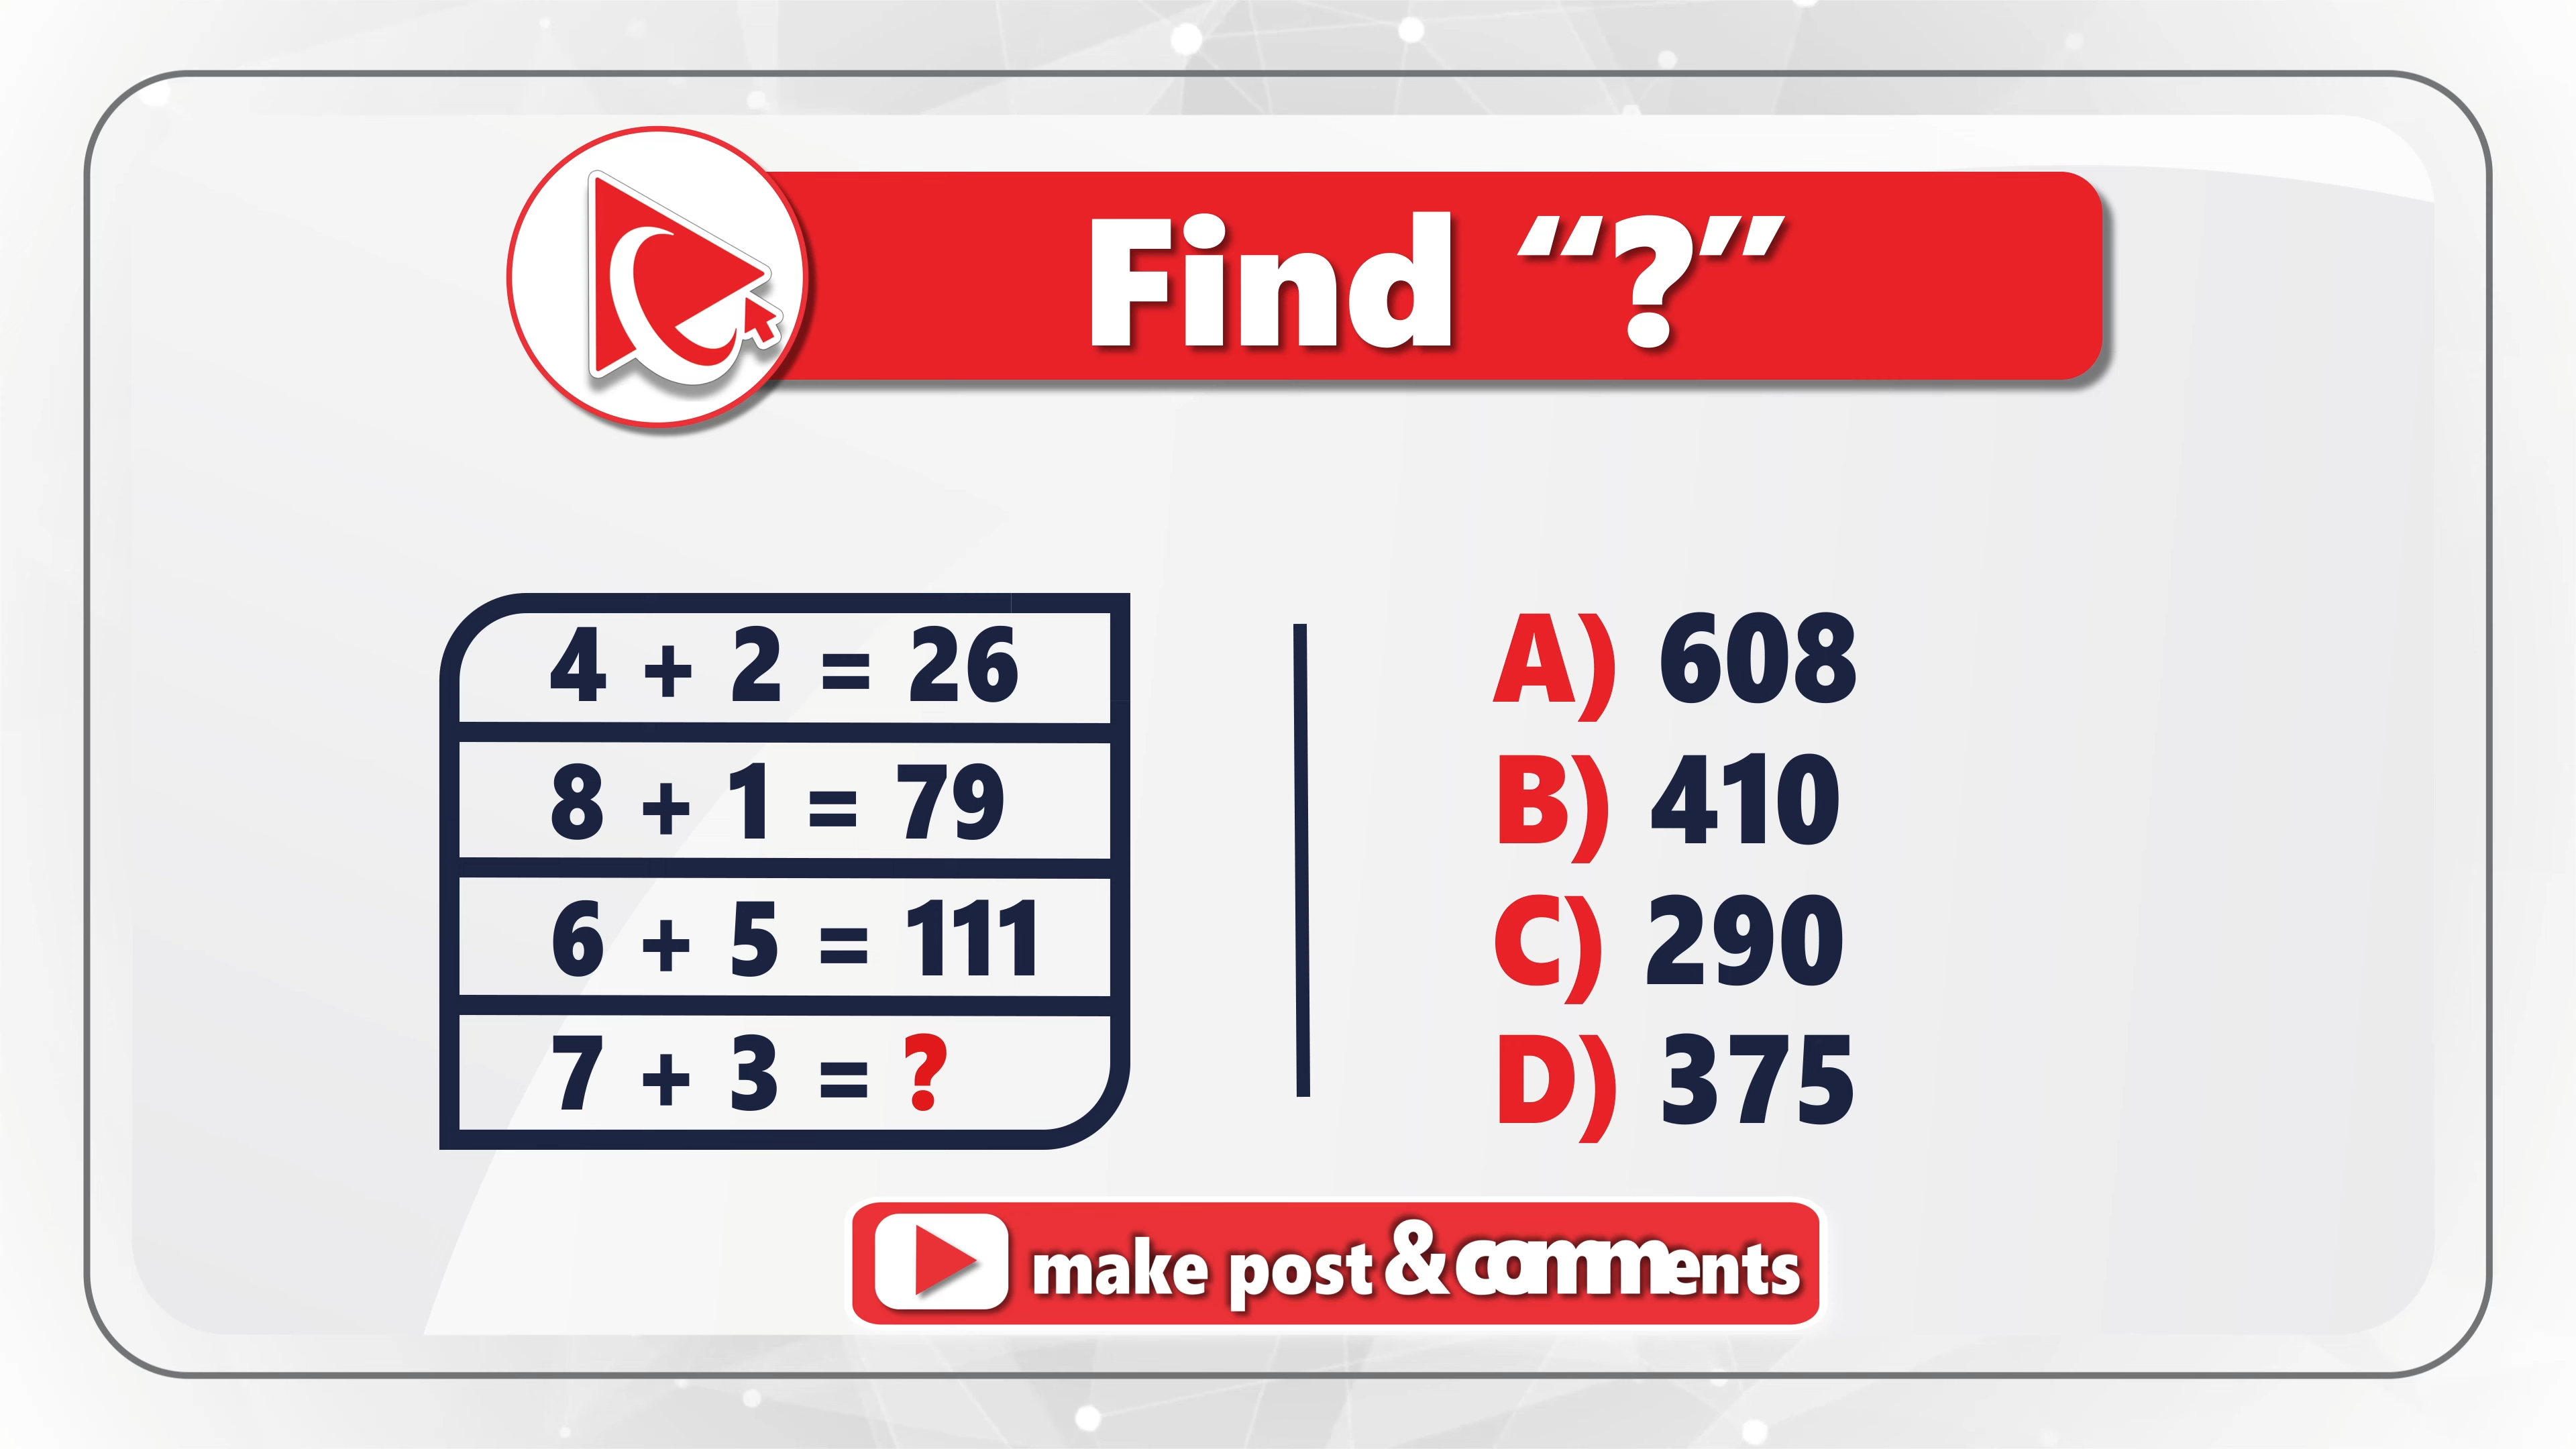 Find “?”
4 + 2 = 26
8 + 1 = 79
6 + 5 = 111
7 + 3 = ?
A) 608
B) 410
C) 290
D) 375
make post & comments